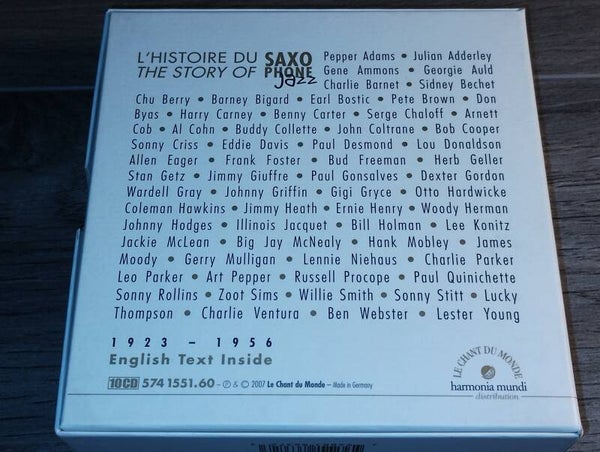 L'HISTOIRE DU SAXO
THE STORY OF PHONE
Jazz
Pepper Adams • Julian Adderley
Gene Ammons • Georgie Auld
Charlie Barnet • Sidney Bechet
Chu Berry • Barney Bigard • Earl Bostic • Pete Brown • Don
Byas • Harry Carney • Benny Carter • Serge Chaloff • Arnett
Cob • Al Cohn • Buddy Collette • John Coltrane • Bob Cooper
Sonny Criss • Eddie Davis • Paul Desmond • Lou Donaldson
Allen Eager • Frank Foster • Bud Freeman • Herb Geller
Stan Getz • Jimmy Giuffre • Paul Gonsalves • Dexter Gordon
Wardell Gray • Johnny Griffin • Gigi Gryce • Otto Hardwicke
Coleman Hawkins • Jimmy Heath • Ernie Henry • Woody Herman
Johnny Hodges • Illinois Jacquet • Bill Holman • Lee Konitz
Jackie McLean • Big Jay McNealy • Hank Mobley • James
Moody • Gerry Mulligan • Lennie Niehaus • Charlie Parker
Leo Parker • Art Pepper • Russell Procope • Paul Quinichette
Sonny Rollins • Zoot Sims • Willie Smith • Sonny Stitt • Lucky
Thompson • Charlie Ventura • Ben Webster • Lester Young
1923 – 1956
English Text Inside
10CD 574 1551.60 – ℗ & © 2007 Le Chant du Monde – Made in Germany
LE CHANT DU MONDE
harmonia mundi
distribution